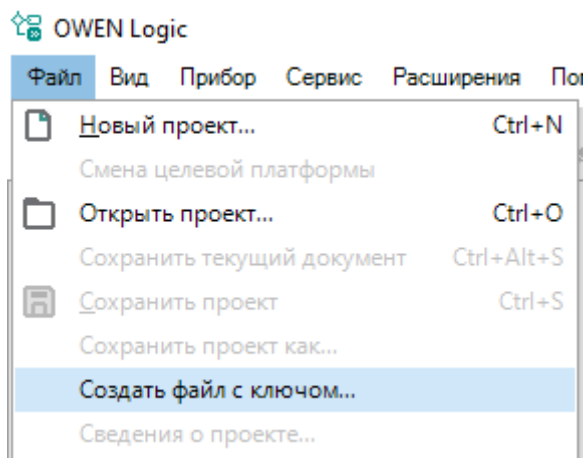 OWEN Logic
Файл Вид Прибор Сервис Расширения
Новый проект... Ctrl+N
Смена целевой платформы
Открыть проект... Ctrl+O
Сохранить текущий документ Ctrl+Alt+S
Сохранить проект Ctrl+S
Сохранить проект как...
Создать файл с ключом...
Сведения о проекте...